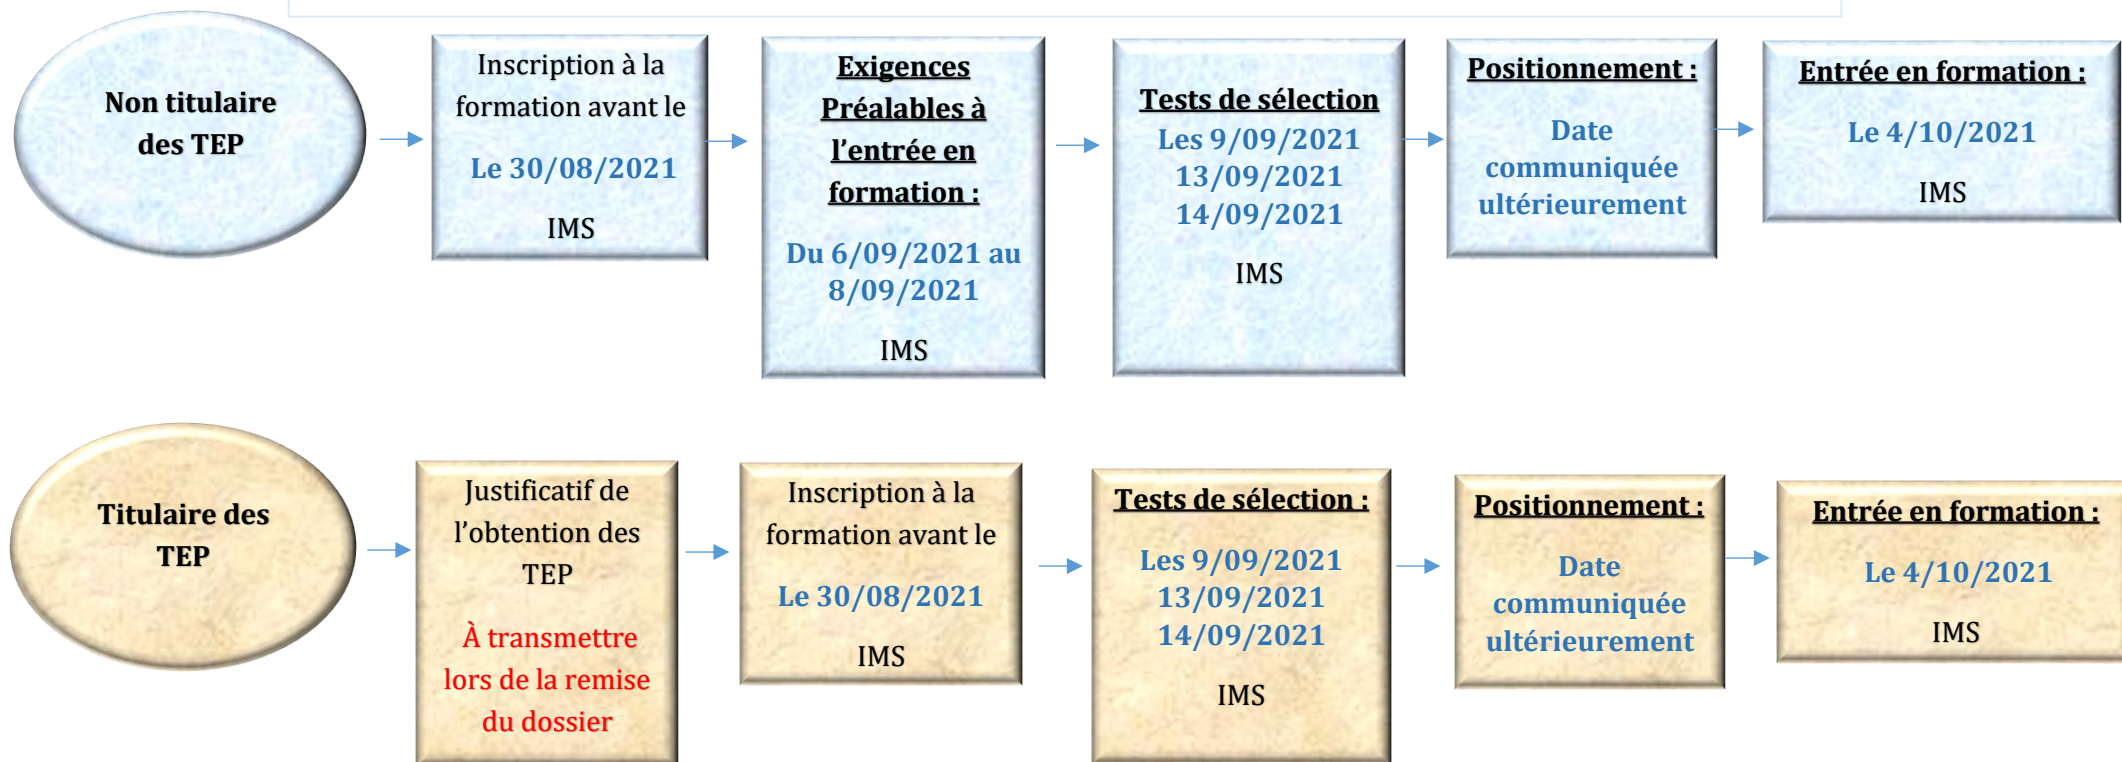 Non titulaire
des TEP
Inscription à la
formation avant le
Le 30/08/2021
IMS
Exigences
Préalables à
l'entrée en
formation :
Du 6/09/2021 au
8/09/2021
IMS
Tests de sélection
Les 9/09/2021
13/09/2021
14/09/2021
IMS
Positionnement :
Date
communiquée
ultérieurement
Entrée en formation :
Le 4/10/2021
IMS
Titulaire des
TEP
Justificatif de
l'obtention des
TEP
À transmettre
lors de la remise
du dossier
Inscription à la
formation avant le
Le 30/08/2021
IMS
Tests de sélection :
Les 9/09/2021
13/09/2021
14/09/2021
IMS
Positionnement :
Date
communiquée
ultérieurement
Entrée en formation :
Le 4/10/2021
IMS